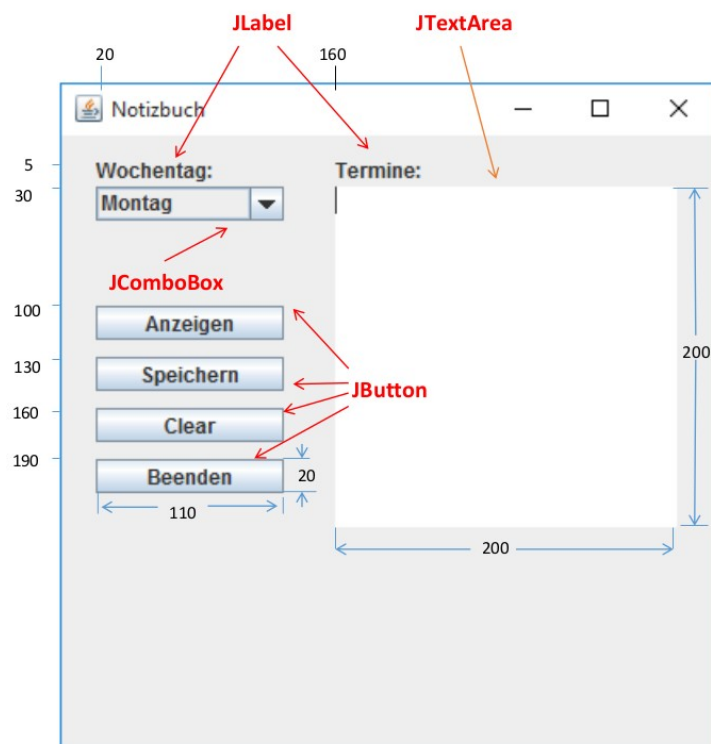 JLabel JTextArea
20 160
Notizbuch
5 Wochentag: Termine:
30 Montag
JComboBox
100 Anzeigen
130 Speichern 200
JButton
160 Clear
190 Beenden 20
110
200